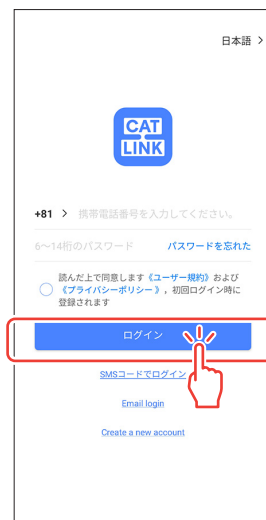 日本語 >
CAT
LINK
+81 > 携帯電話番号を入力してください。
6〜14桁のパスワード パスワードを忘れた
読んだ上で同意します《ユーザー規約》および
《プライバシーポリシー 》，初回ログイン時に
登録されます
ログイン
SMSコードでログイン
Email login
Create a new account